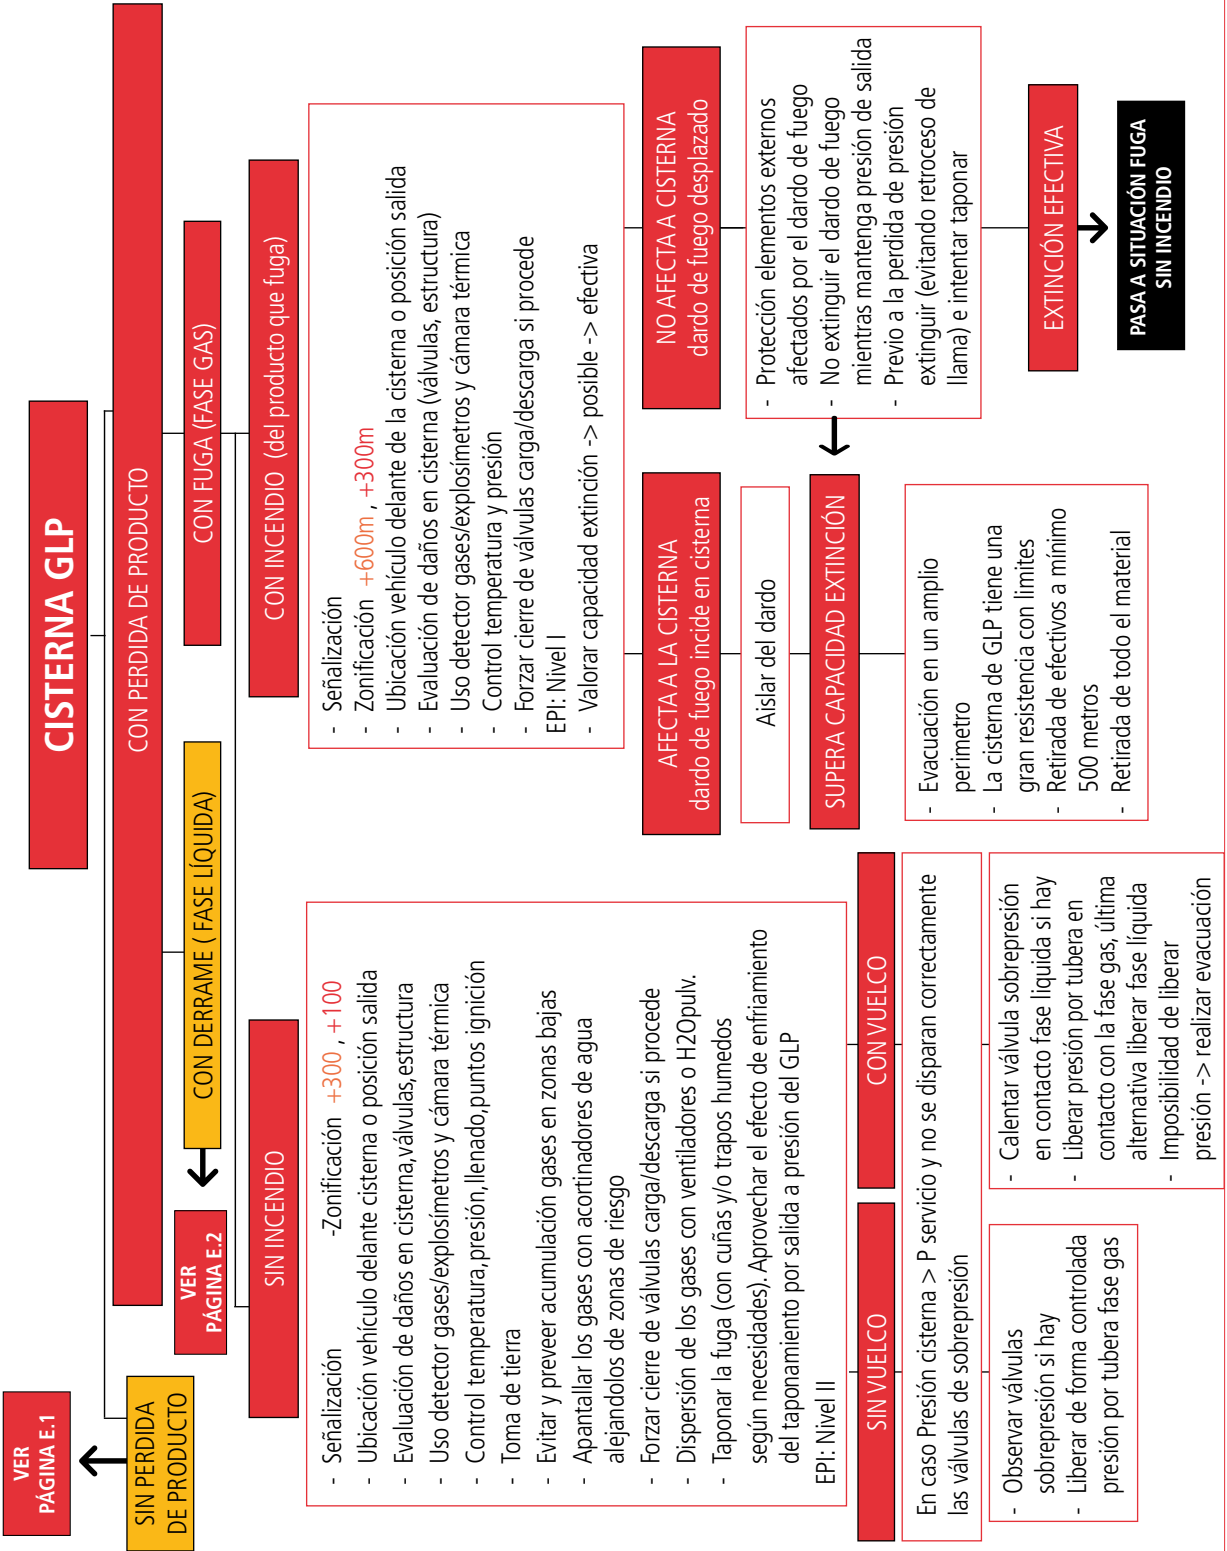 CISTERNA GLP
VER
PÁGINA E.1
SIN PERDIDA
DE PRODUCTO
CON PERDIDA DE PRODUCTO
VER
PÁGINA E.2
CON DERRAME ( FASE LÍQUIDA)
CON FUGA (FASE GAS)
SIN INCENDIO
- Señalización -Zonificación +300 , +100
- Ubicación vehículo delante cisterna o posición salida
- Evaluación de daños en cisterna,válvulas,estructura
- Uso detector gases/explosímetros y cámara térmica
- Control temperatura,presión,llenado,puntos ignición
- Toma de tierra
- Evitar y preveer acumulación gases en zonas bajas
- Apantallar los gases con acortinadores de agua
alejandolos de zonas de riesgo
- Forzar cierre de válvulas carga/descarga si procede
- Dispersión de los gases con ventiladores o H2Opulv.
- Taponar la fuga (con cuñas y/o trapos humedos
según necesidades). Aprovechar el efecto de enfriamiento
del taponamiento por salida a presión del GLP
EPI: Nivel II
SIN VUELCO
CON VUELCO
En caso Presión cisterna > P servicio y no se disparan correctamente
las válvulas de sobrepresión
- Observar válvulas
sobrepresión si hay
- Liberar de forma controlada
presión por tubera fase gas
- Calentar válvula sobrepresión
en contacto fase líquida si hay
- Liberar presión por tubera en
contacto con la fase gas, última
alternativa liberar fase líquida
- Imposibilidad de liberar
presión -> realizar evacuación
CON INCENDIO (del producto que fuga)
- Señalización
- Zonificación +600m , +300m
- Ubicación vehículo delante de la cisterna o posición salida
- Evaluación de daños en cisterna (válvulas, estructura)
- Uso detector gases/explosímetros y cámara térmica
- Control temperatura y presión
- Forzar cierre de válvulas carga/descarga si procede
EPI: Nivel I
- Valorar capacidad extinción -> posible -> efectiva
AFECTA A LA CISTERNA
dardo de fuego incide en cisterna
Aislar del dardo
SUPERA CAPACIDAD EXTINCIÓN
- Evacuación en un amplio
perimetro
- La cisterna de GLP tiene una
gran resistencia con limites
- Retirada de efectivos a mínimo
500 metros
- Retirada de todo el material
NO AFECTA A CISTERNA
dardo de fuego desplazado
- Protección elementos externos
afectados por el dardo de fuego
- No extinguir el dardo de fuego
mientras mantenga presión de salida
- Previo a la perdida de presión
extinguir (evitando retroceso de
llama) e intentar taponar
EXTINCIÓN EFECTIVA
PASA A SITUACIÓN FUGA
SIN INCENDIO